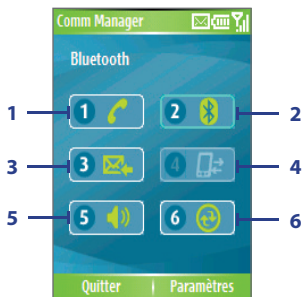 Comm Manager
Bluetooth
1 1 2 2
3 3 4 4
5 5 6 6
Quitter Paramètres